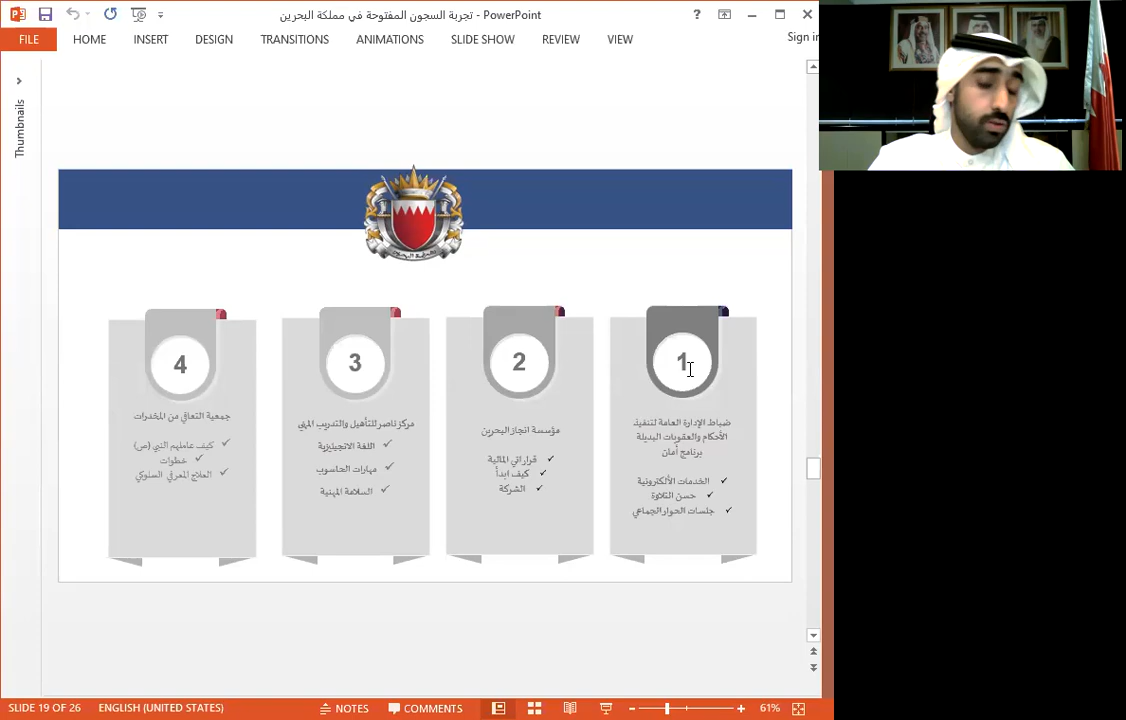 تجربة السجون المفتوحة في مملكة البحرين - PowerPoint
?
FILE
HOME
INSERT
DESIGN
TRANSITIONS
ANIMATIONS
SLIDE SHOW
REVIEW
VIEW
Sign in
Thumbnails
1
ضباط الإدارة العامة لتنفيذ
الأحكام والعقوبات البديلة
برنامج أمان
✓ الخدمات الألكترونية
✓ حسن التلاوة
✓ جلسات الحوار الجماعي
2
مؤسسة انجاز البحرين
✓ قراراتي المالية
✓ كيف ابدأ
✓ الشركة
3
مركز ناصر للتأهيل والتدريب المهني
✓ اللغة الانجليزية
✓ مهارات الحاسوب
✓ السلامة المهنية
4
جمعية التعافي من المخدرات
✓ كيف عاملهم النبي (ص)
✓ خطوات
✓ العلاج المعرفي السلوكي
SLIDE 19 OF 26
ENGLISH (UNITED STATES)
NOTES
COMMENTS
61%